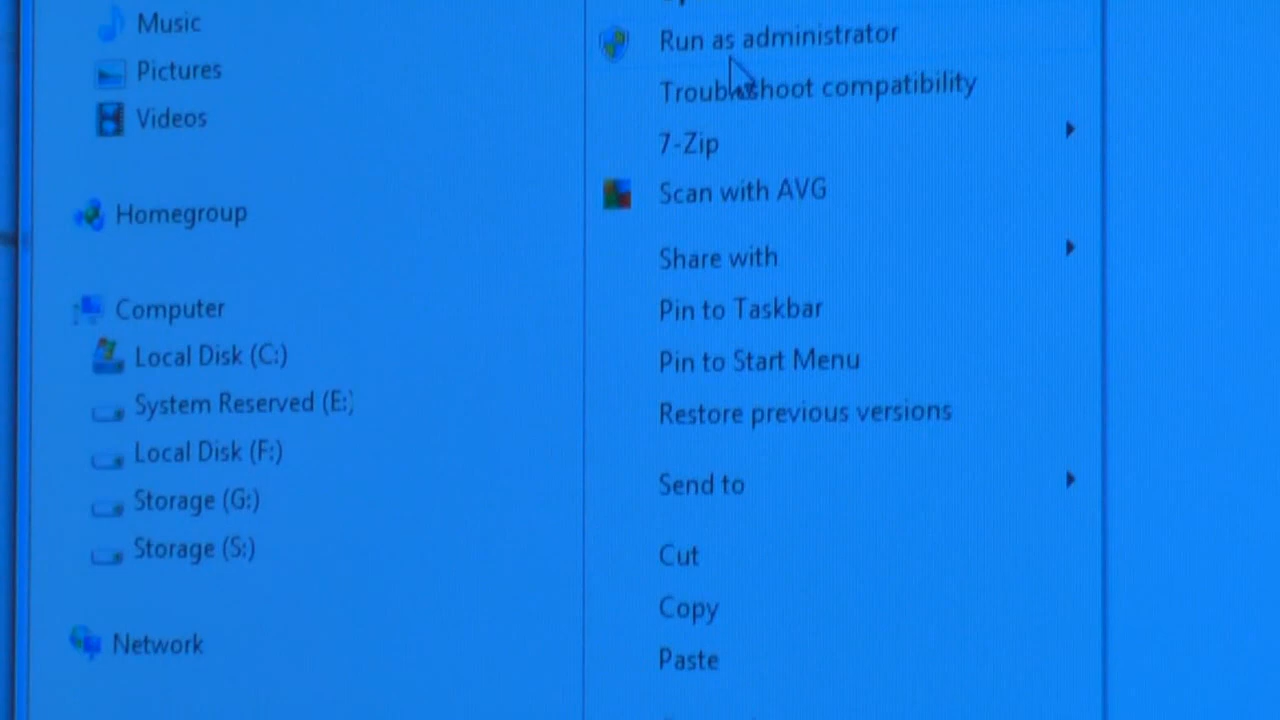 Music
Pictures
Videos
Homegroup
Computer
Local Disk (C:)
System Reserved (E:)
Local Disk (F:)
Storage (G:)
Storage (S:)
Network
Run as administrator
Troubleshoot compatibility
7-Zip
Scan with AVG
Share with
Pin to Taskbar
Pin to Start Menu
Restore previous versions
Send to
Cut
Copy
Paste